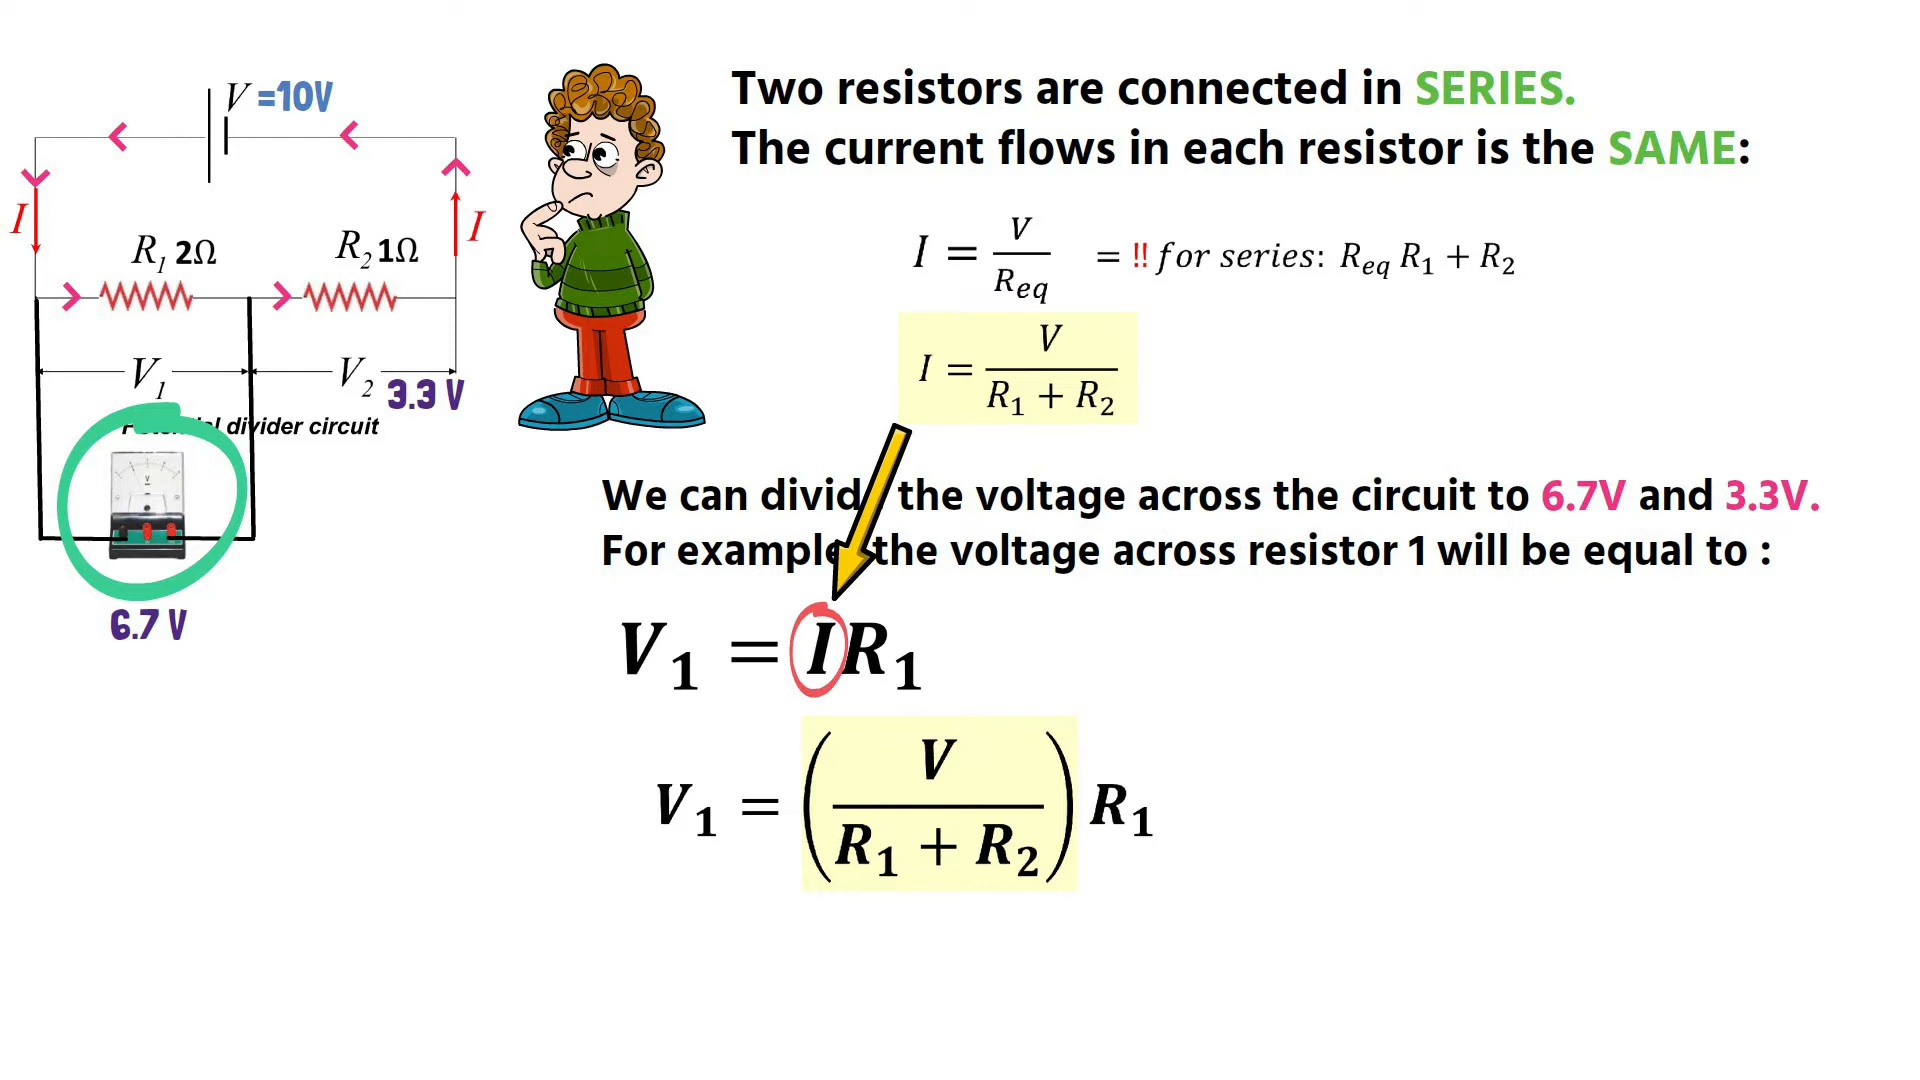 V =10V
I
I
R1 2Ω
R2 1Ω
V1
V2
3.3 V
divider circuit
V
6.7 V
Two resistors are connected in SERIES.
The current flows in each resistor is the SAME:
I = V/Req = !! for series: Req R1 + R2
I = V/(R1 + R2)
We can divid the voltage across the circuit to 6.7V and 3.3V.
For example the voltage across resistor 1 will be equal to :
V1 = IR1
V1 = (V/(R1 + R2)) R1